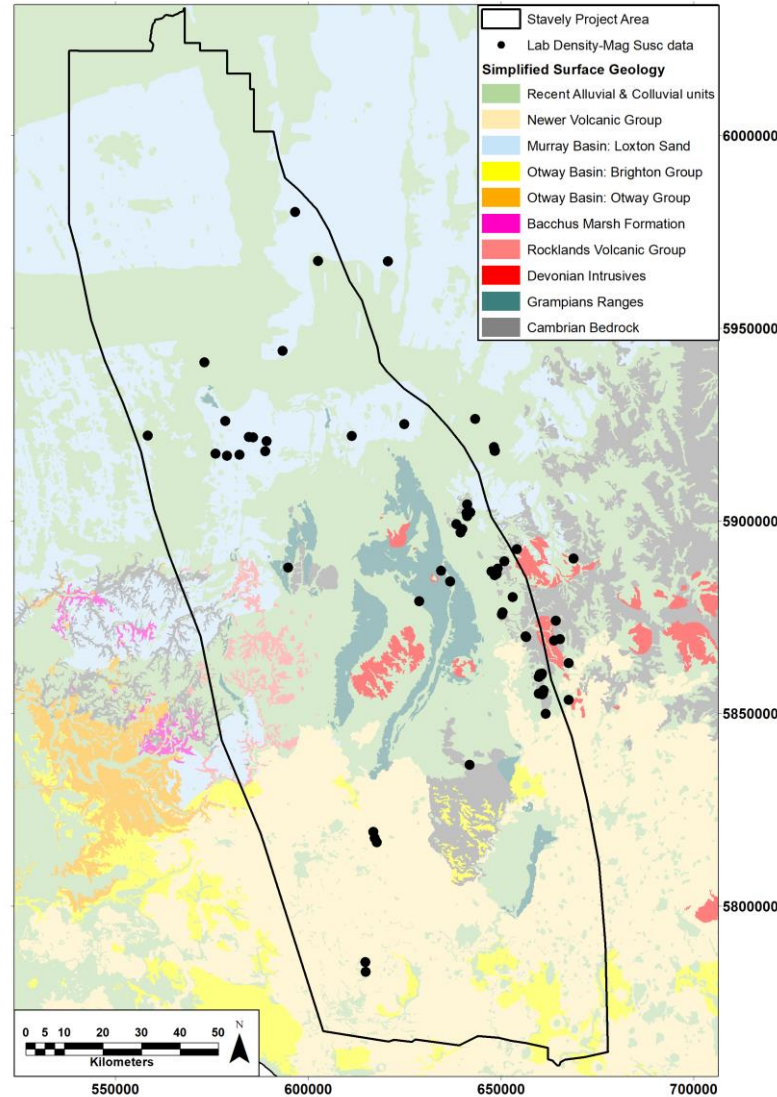 Stavely Project Area
Lab Density-Mag Susc data
Simplified Surface Geology
Recent Alluvial & Colluvial units
Newer Volcanic Group
Murray Basin: Loxton Sand
Otway Basin: Brighton Group
Otway Basin: Otway Group
Bacchus Marsh Formation
Rocklands Volcanic Group
Devonian Intrusives
Grampians Ranges
Cambrian Bedrock
6000000
5950000
5900000
5850000
5800000
0 5 10 20 30 40 50
Kilometers
N
550000 600000 650000 700000